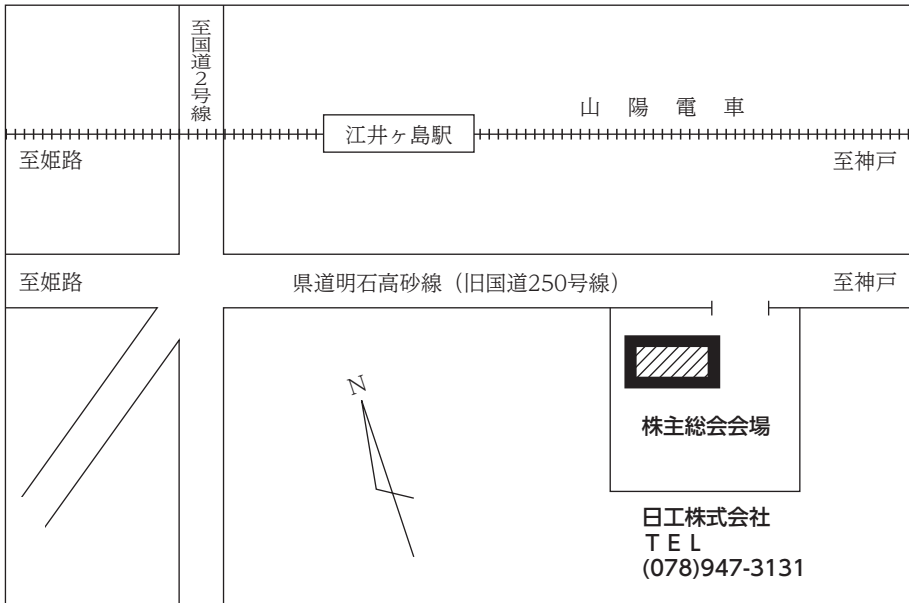 至国道2号線
山陽電車
江井ヶ島駅
至姫路
至神戸
至姫路
県道明石高砂線（旧国道250号線）
至神戸
N
株主総会会場
日工株式会社
TEL
(078)947-3131